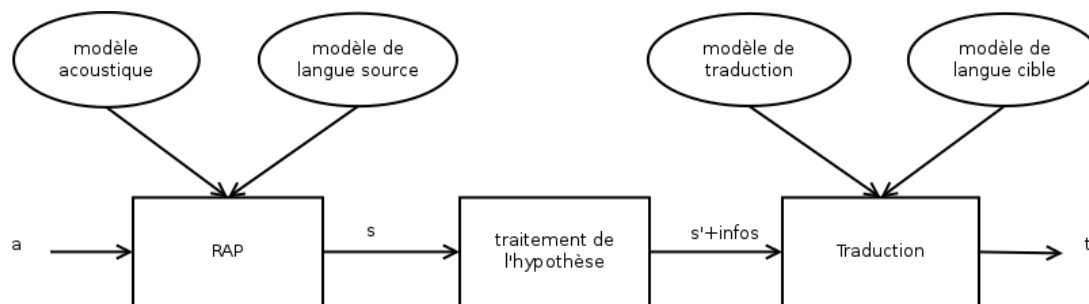 modèle
acoustique
modèle de
langue source
modèle de
traduction
modèle de
langue cible
a
RAP
s
traitement de
l'hypothèse
s'+infos
Traduction
t